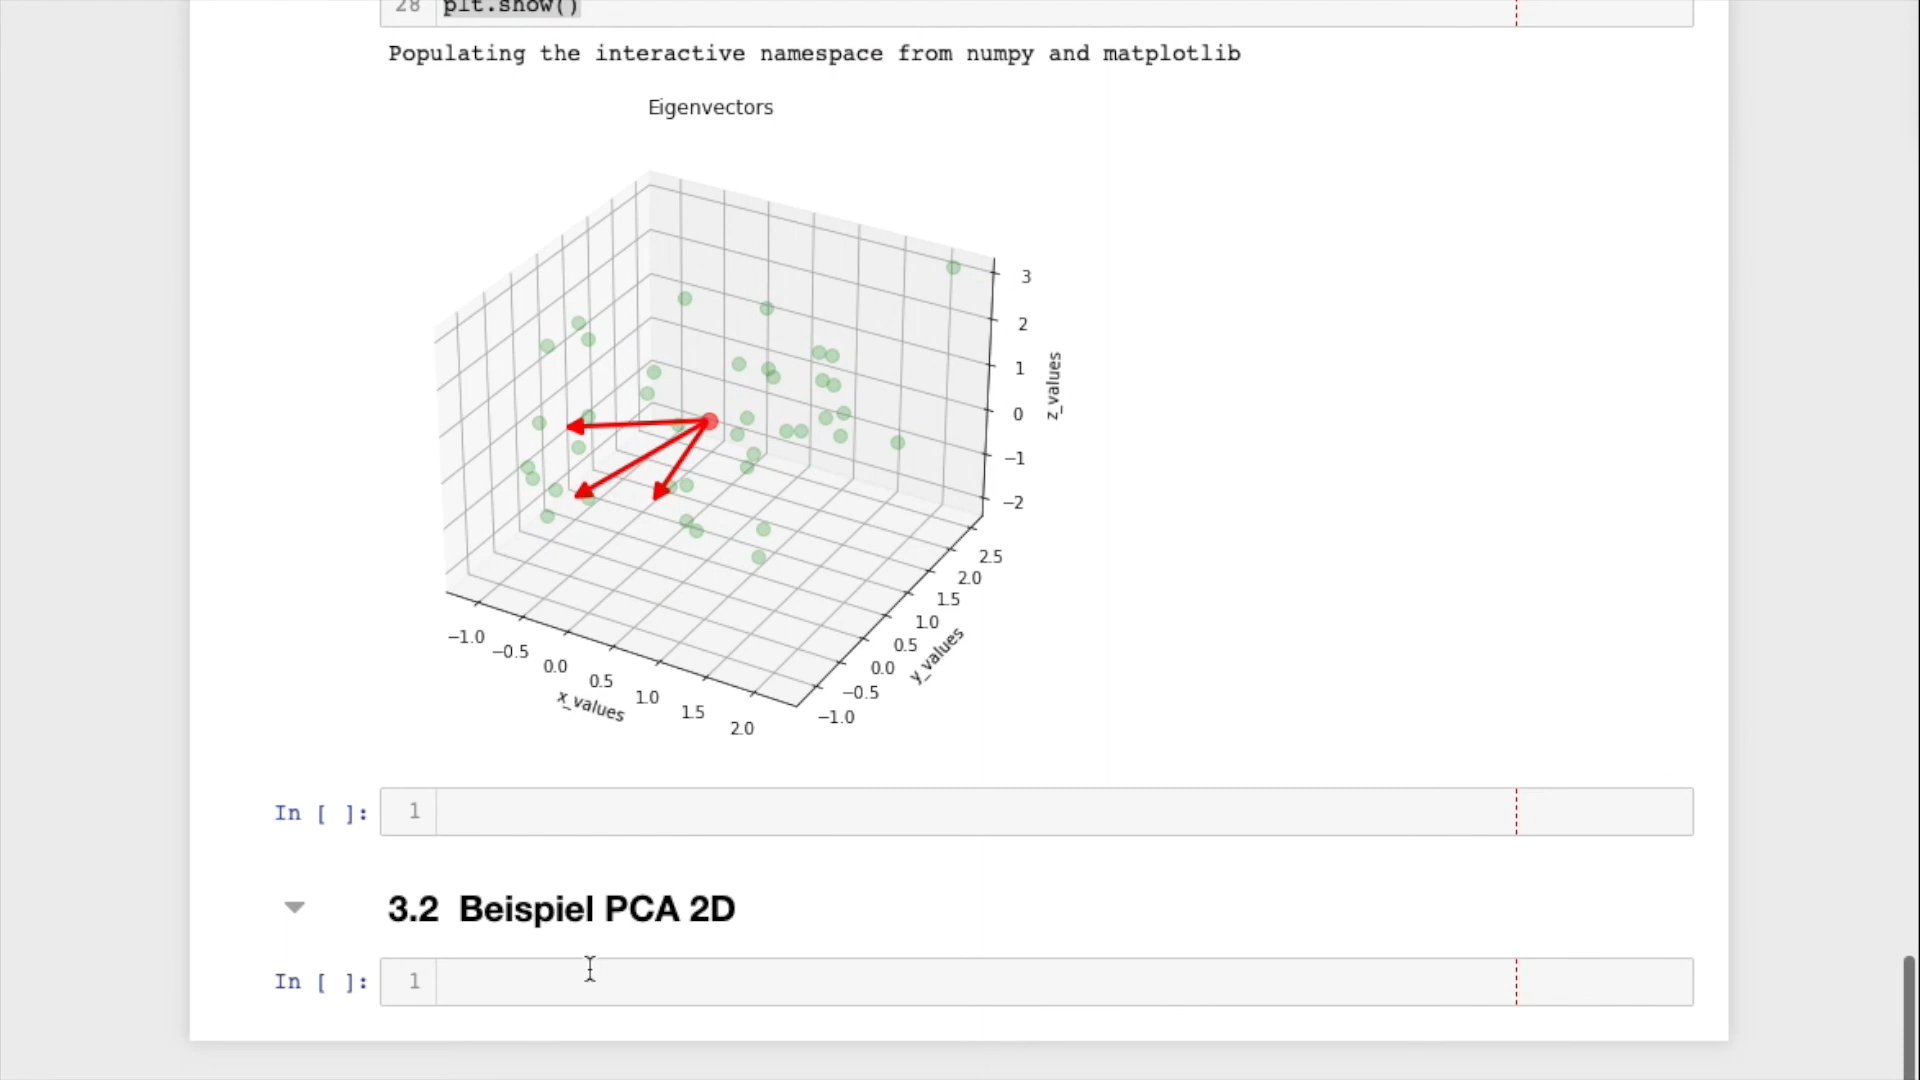 28 plt.show()
Populating the interactive namespace from numpy and matplotlib
Eigenvectors
3
2
1
0
−1
−2
z_values
2.5
2.0
1.5
1.0
0.5
0.0
−0.5
−1.0
y_values
−1.0
−0.5
0.0
0.5
1.0
1.5
2.0
x_values
In [ ]: 1
3.2 Beispiel PCA 2D
In [ ]: 1